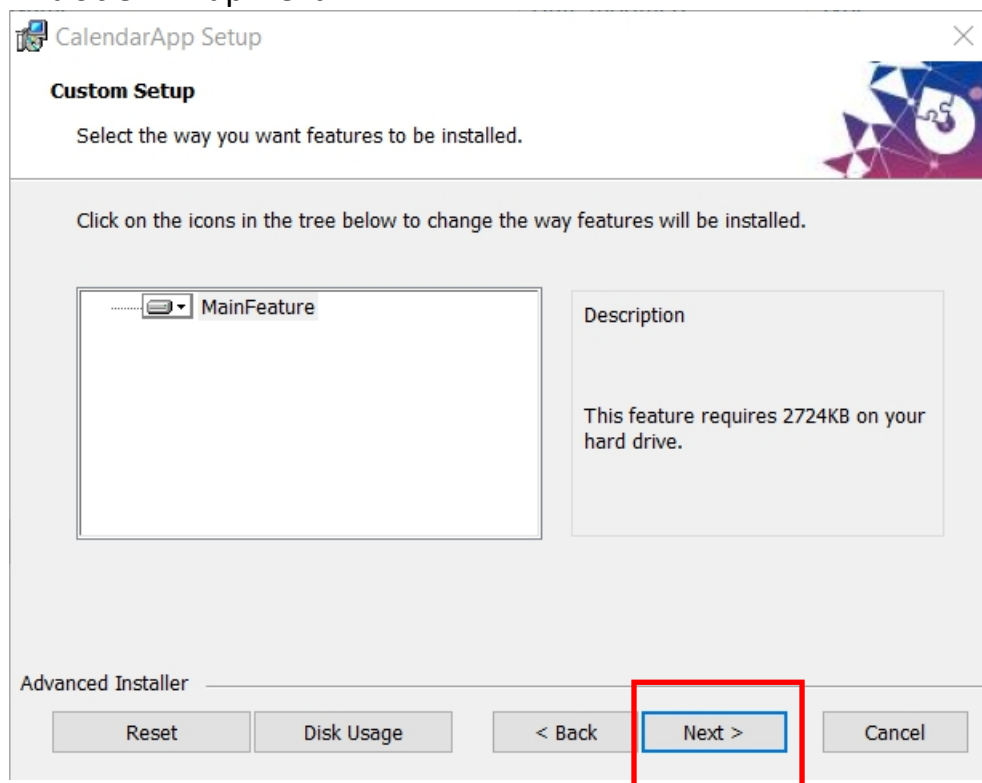 CalendarApp Setup
Custom Setup
Select the way you want features to be installed.
Click on the icons in the tree below to change the way features will be installed.
MainFeature
Description
This feature requires 2724KB on your
hard drive.
Advanced Installer
Reset
Disk Usage
< Back
Next >
Cancel